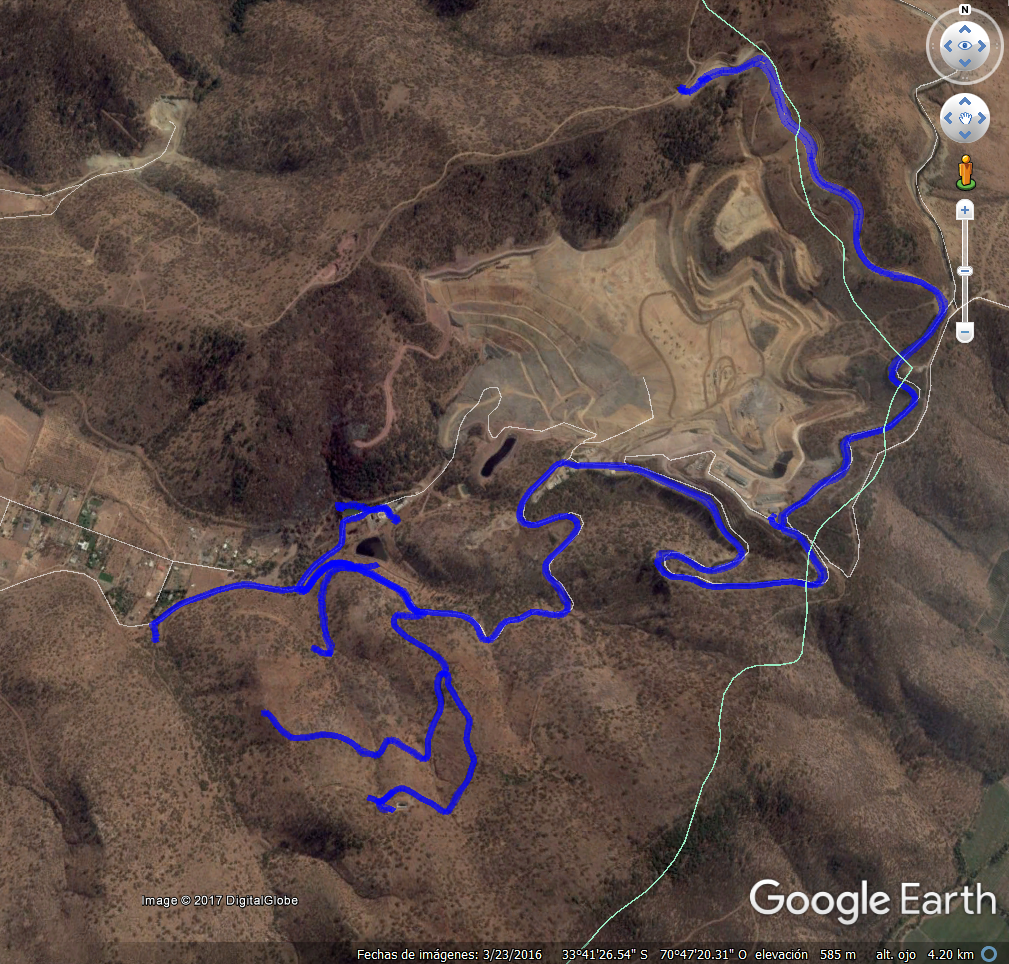 N
Image © 2017 DigitalGlobe
Google Earth
Fechas de imágenes: 3/23/2016 33°41'26.54" S 70°47'20.31" O elevación 585 m alt. ojo 4.20 km